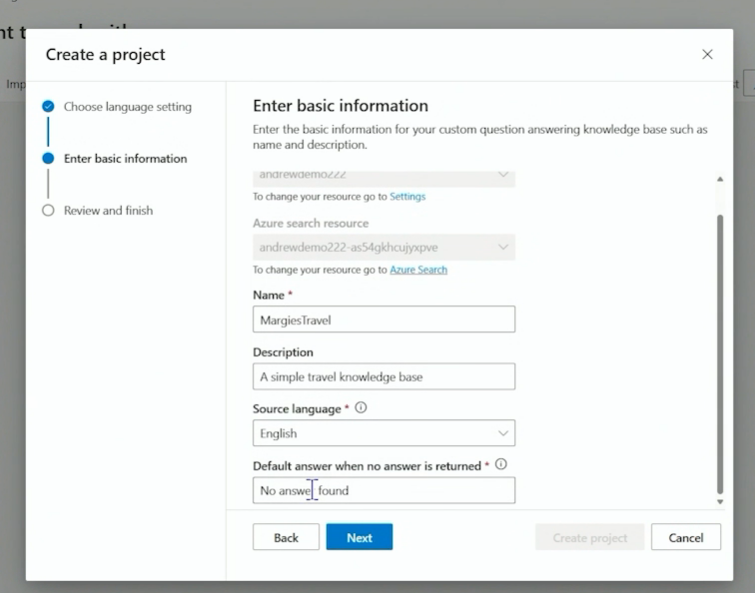 Create a project
Imp
Choose language setting
Enter basic information
Review and finish
Enter basic information
Enter the basic information for your custom question answering knowledge base such as
name and description.
andrewdemo222
To change your resource go to Settings
Azure search resource
andrewdemo222-as54gkhcujyxpve
To change your resource go to Azure Search
Name *
MargiesTravel
Description
A simple travel knowledge base
Source language *
English
Default answer when no answer is returned *
No answer found
Back
Next
Create project
Cancel